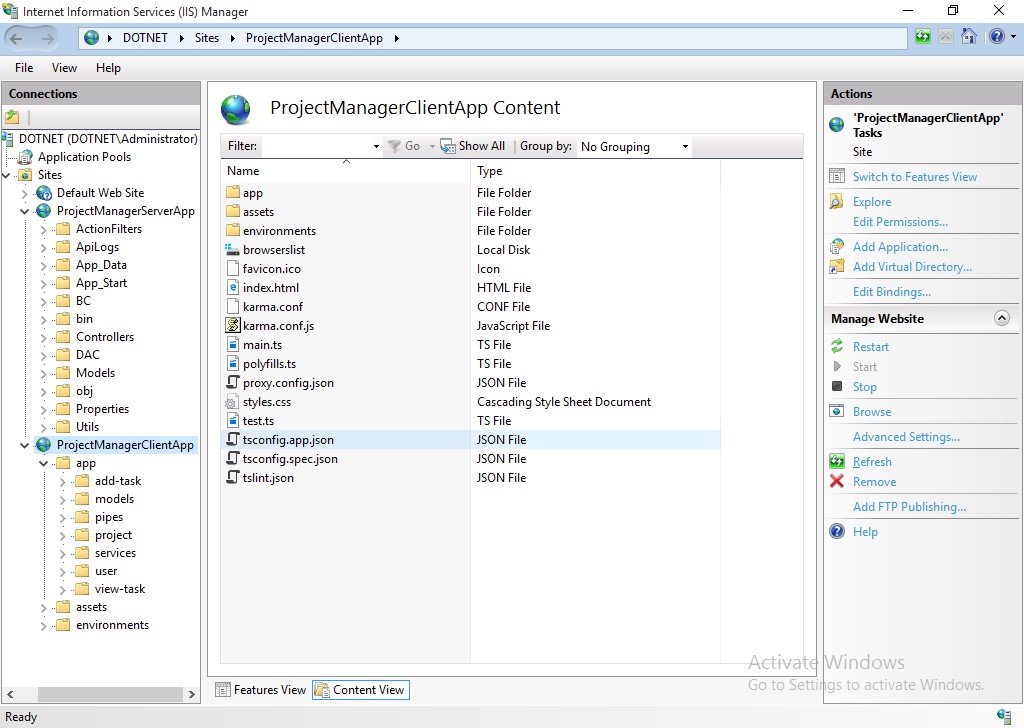 Internet Information Services (IIS) Manager
DOTNET Sites ProjectManagerClientApp
File View Help
Connections
DOTNET (DOTNET\Administrator)
Application Pools
Sites
Default Web Site
ProjectManagerServerApp
ActionFilters
ApiLogs
App_Data
App_Start
BC
bin
Controllers
DAC
Models
obj
Properties
Utils
ProjectManagerClientApp
app
add-task
models
pipes
project
services
user
view-task
assets
environments
ProjectManagerClientApp Content
Filter: Go Show All Group by: No Grouping
Name Type
app File Folder
assets File Folder
environments File Folder
browserslist Local Disk
favicon.ico Icon
index.html HTML File
karma.conf CONF File
karma.conf.js JavaScript File
main.ts TS File
polyfills.ts TS File
proxy.config.json JSON File
styles.css Cascading Style Sheet Document
test.ts TS File
tsconfig.app.json JSON File
tsconfig.spec.json JSON File
tslint.json JSON File
Features View Content View
Actions
'ProjectManagerClientApp'
Tasks
Site
Switch to Features View
Explore
Edit Permissions...
Add Application...
Add Virtual Directory...
Edit Bindings...
Manage Website
Restart
Start
Stop
Browse
Advanced Settings...
Refresh
Remove
Add FTP Publishing...
Help
Activate Windows
Go to Settings to activate Windows.
Ready